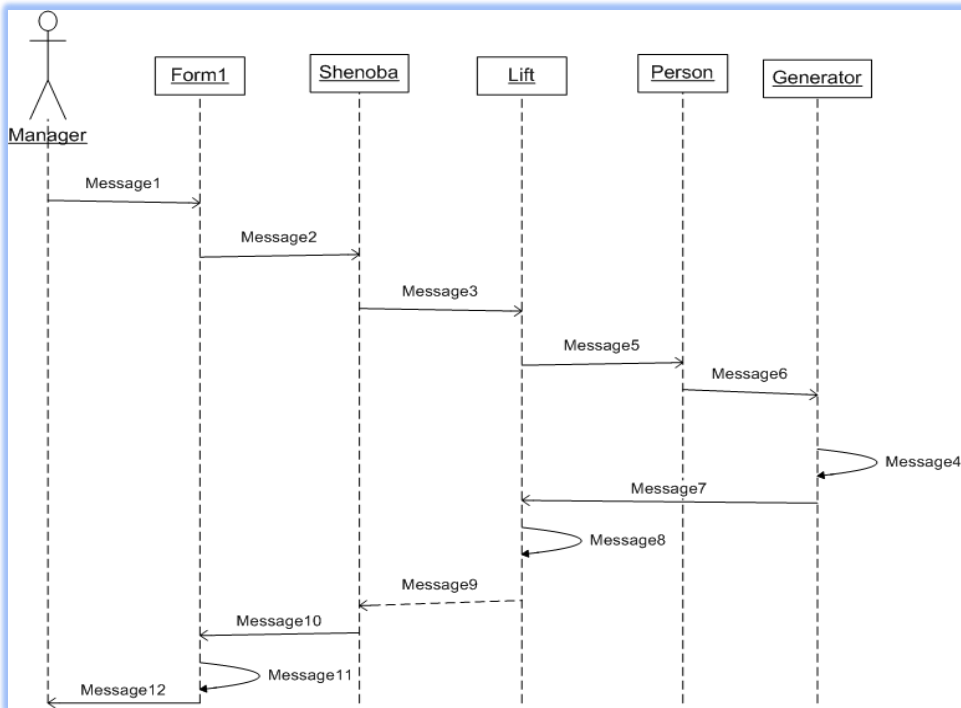 Form1
Shenoba
Lift
Person
Generator
Manager
Message1
Message2
Message3
Message5
Message6
Message4
Message7
Message8
Message9
Message10
Message11
Message12